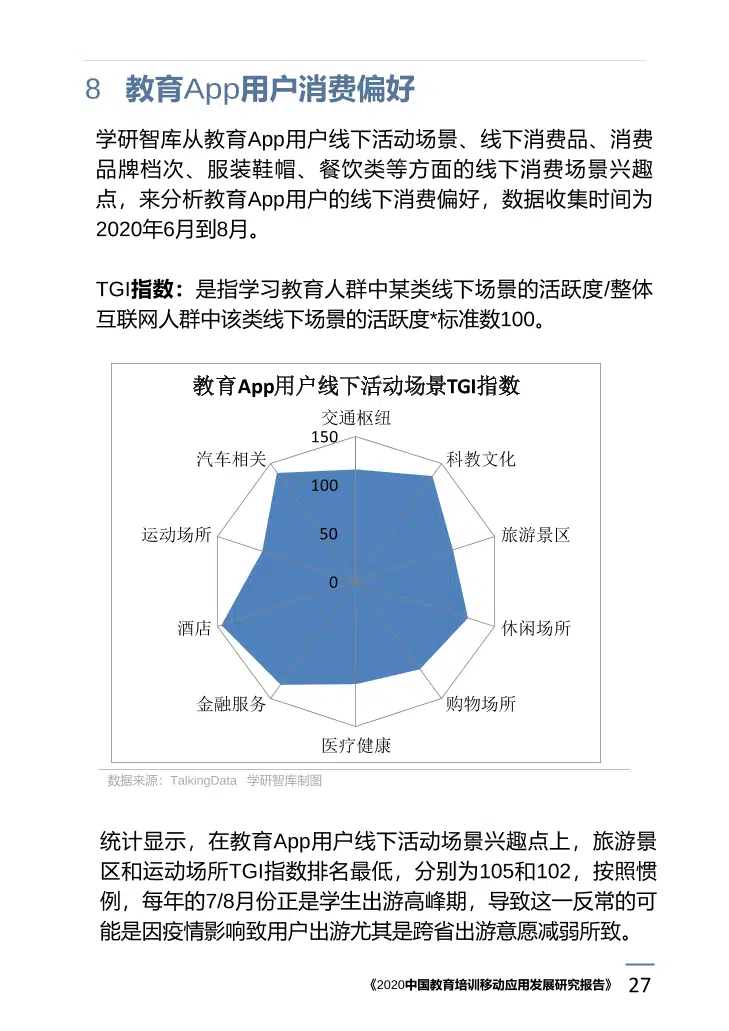 8 教育App用户消费偏好
学研智库从教育App用户线下活动场景、线下消费品、消费
品牌档次、服装鞋帽、餐饮类等方面的线下消费场景兴趣
点，来分析教育App用户的线下消费偏好，数据收集时间为
2020年6月到8月。
TGI指数：是指学习教育人群中某类线下场景的活跃度/整体
互联网人群中该类线下场景的活跃度*标准数100。
教育App用户线下活动场景TGI指数
交通枢纽
150
汽车相关
科教文化
100
运动场所
50
旅游景区
0
酒店
休闲场所
金融服务
购物场所
医疗健康
数据来源：TalkingData 学研智库制图
统计显示，在教育App用户线下活动场景兴趣点上，旅游景
区和运动场所TGI指数排名最低，分别为105和102，按照惯
例，每年的7/8月份正是学生出游高峰期，导致这一反常的可
能是因疫情影响致用户出游尤其是跨省出游意愿减弱所致。
《2020中国教育培训移动应用发展研究报告》 27